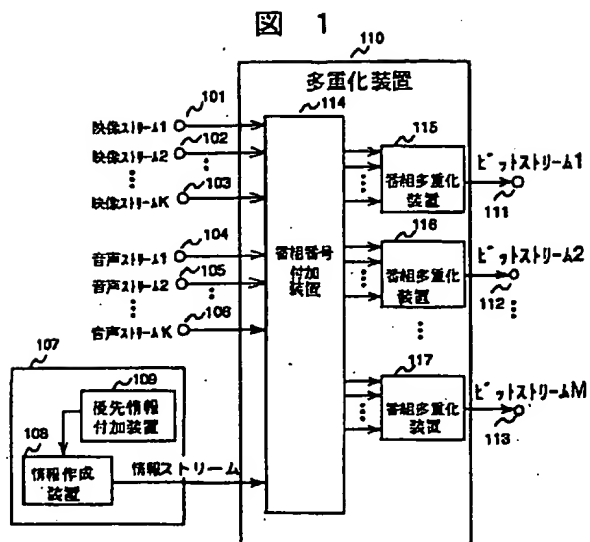 図 1
110
多重化装置
114
101
映像ストリーム1
102
映像ストリーム2
103
映像ストリームK
104
音声ストリーム1
105
音声ストリーム2
106
音声ストリームK
番組番号
付加
装置
115
番組多重化
装置
ビットストリーム1
111
116
番組多重化
装置
ビットストリーム2
112
117
番組多重化
装置
ビットストリームM
113
107
109
優先情報
付加装置
108
情報作成
装置
情報ストリーム